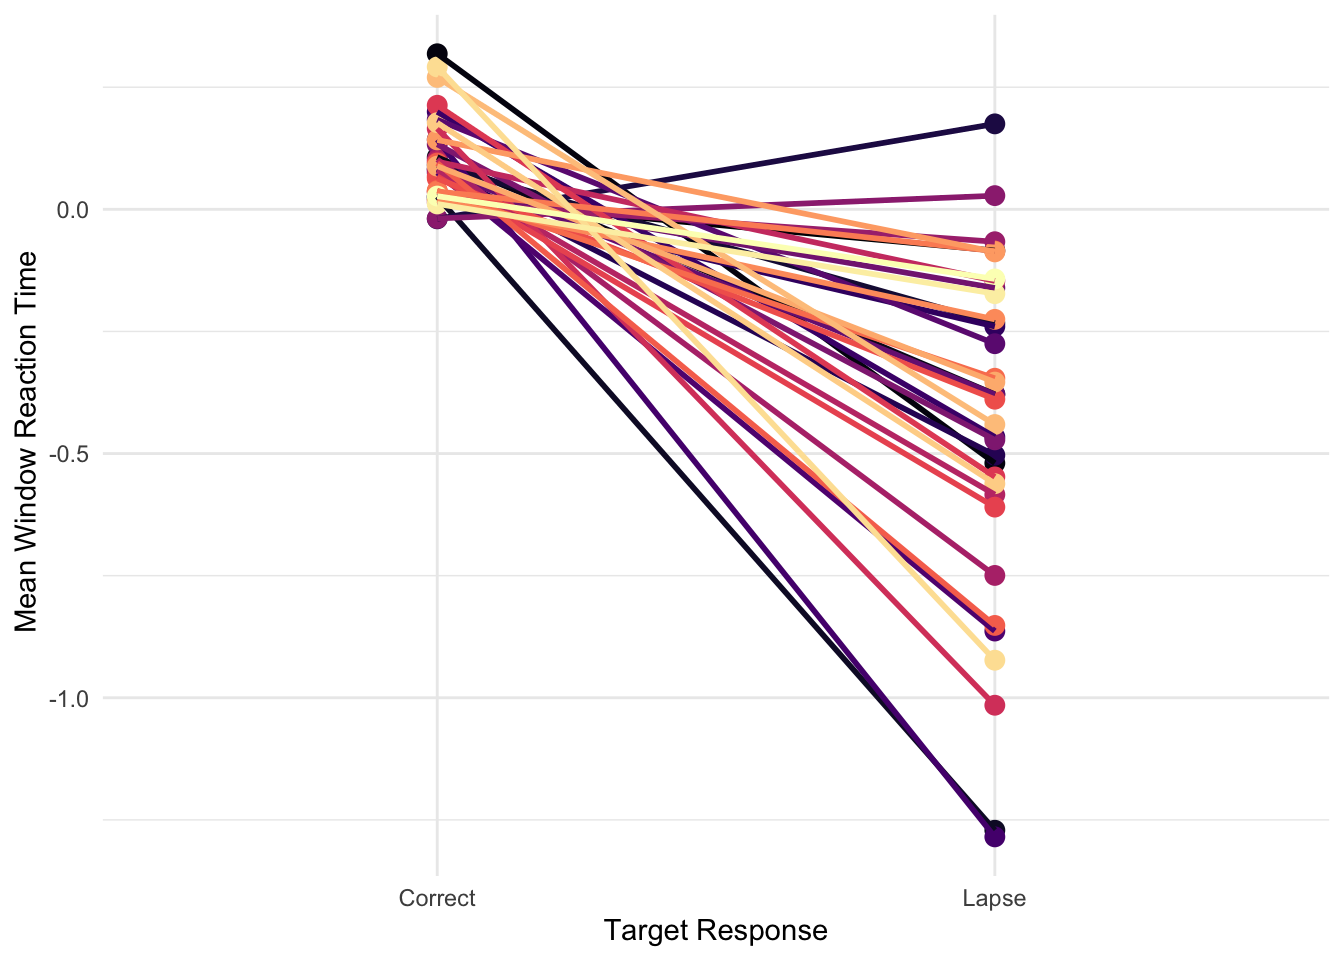 Mean Window Reaction Time
0.0
-0.5
-1.0
Correct
Lapse
Target Response